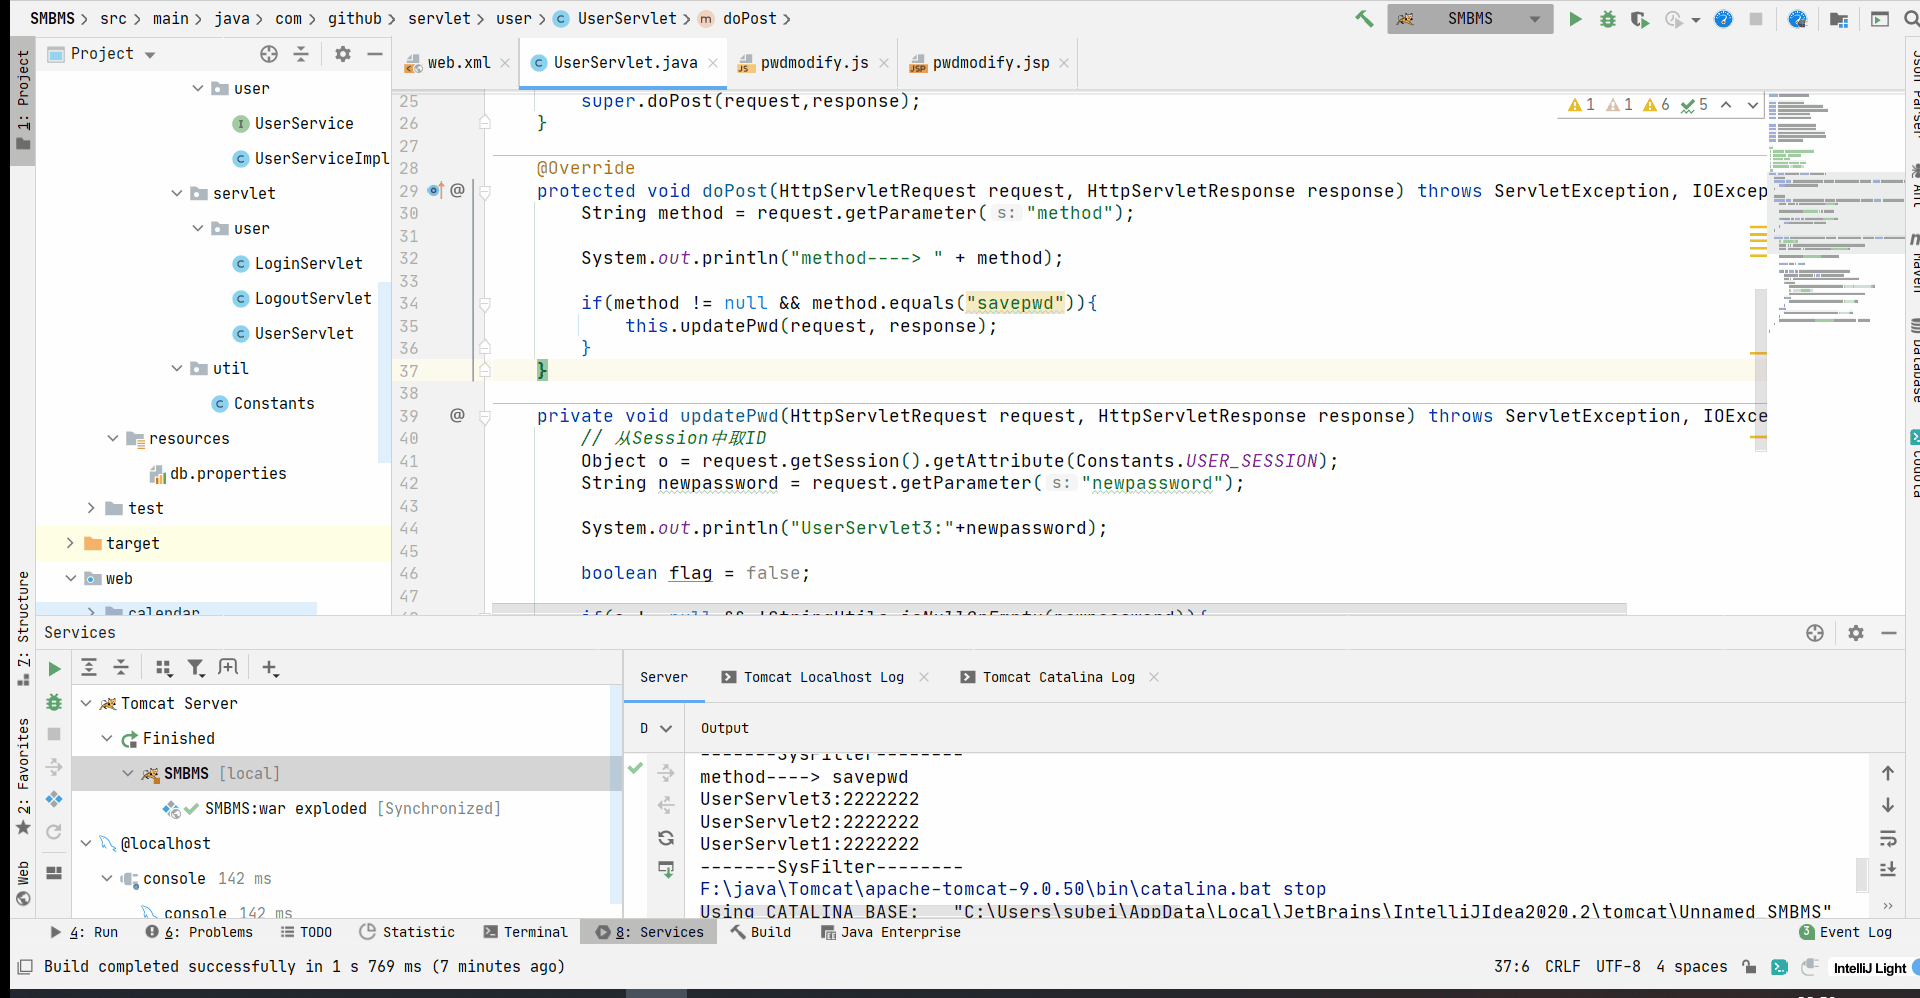 SMBMS > src > main > java > com > github > servlet > user > UserServlet > doPost >
SMBMS
Project
web.xml
UserServlet.java
pwdmodify.js
pwdmodify.jsp
1: Project
Z: Structure
2: Favorites
Web
user
UserService
UserServiceImpl
servlet
user
LoginServlet
LogoutServlet
UserServlet
util
Constants
resources
db.properties
test
target
web
calendar
1 1 6 5
25 super.doPost(request,response);
26 }
27
28 @Override
29 @ protected void doPost(HttpServletRequest request, HttpServletResponse response) throws ServletException, IOExcep
30 String method = request.getParameter( s: "method");
31
32 System.out.println("method----> " + method);
33
34 if(method != null && method.equals("savepwd")){
35 this.updatePwd(request, response);
36 }
37 }
38
39 @ private void updatePwd(HttpServletRequest request, HttpServletResponse response) throws ServletException, IOExce
40 // 从Session中取ID
41 Object o = request.getSession().getAttribute(Constants.USER_SESSION);
42 String newpassword = request.getParameter( s: "newpassword");
43
44 System.out.println("UserServlet3:"+newpassword);
45
46 boolean flag = false;
47
Json Parser
Ant
Maven
Database
Codota
Services
Tomcat Server
Finished
SMBMS [local]
SMBMS:war exploded [Synchronized]
@localhost
console 142 ms
console 142 ms
Server
Tomcat Localhost Log
Tomcat Catalina Log
D
Output
-------SysFilter--------
method----> savepwd
UserServlet3:2222222
UserServlet2:2222222
UserServlet1:2222222
-------SysFilter--------
F:\java\Tomcat\apache-tomcat-9.0.50\bin\catalina.bat stop
Using CATALINA_BASE: "C:\Users\subei\AppData\Local\JetBrains\IntelliJIdea2020.2\tomcat\Unnamed_SMBMS"
4: Run
6: Problems
TODO
Statistic
Terminal
8: Services
Build
Java Enterprise
3 Event Log
Build completed successfully in 1 s 769 ms (7 minutes ago)
37:6 CRLF UTF-8 4 spaces
IntelliJ Light